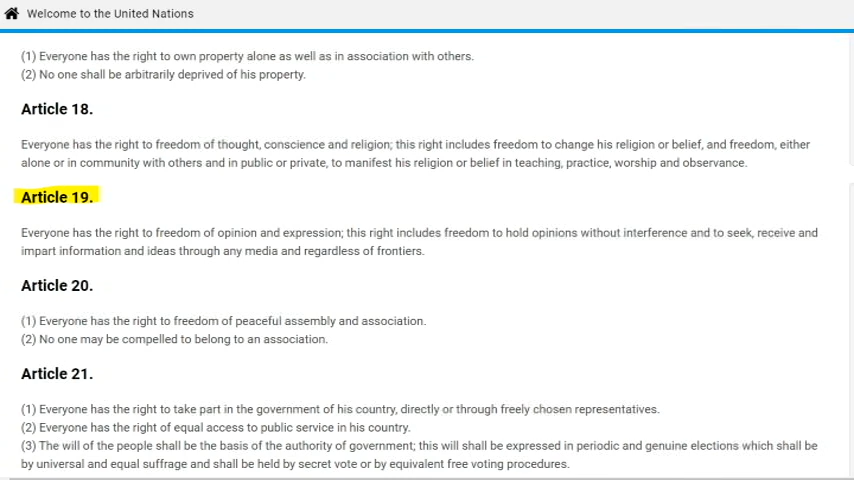 Welcome to the United Nations
(1) Everyone has the right to own property alone as well as in association with others.
(2) No one shall be arbitrarily deprived of his property.
Article 18.
Everyone has the right to freedom of thought, conscience and religion; this right includes freedom to change his religion or belief, and freedom, either
alone or in community with others and in public or private, to manifest his religion or belief in teaching, practice, worship and observance.
Article 19.
Everyone has the right to freedom of opinion and expression; this right includes freedom to hold opinions without interference and to seek, receive and
impart information and ideas through any media and regardless of frontiers.
Article 20.
(1) Everyone has the right to freedom of peaceful assembly and association.
(2) No one may be compelled to belong to an association.
Article 21.
(1) Everyone has the right to take part in the government of his country, directly or through freely chosen representatives.
(2) Everyone has the right of equal access to public service in his country.
(3) The will of the people shall be the basis of the authority of government; this will shall be expressed in periodic and genuine elections which shall be
by universal and equal suffrage and shall be held by secret vote or by equivalent free voting procedures.